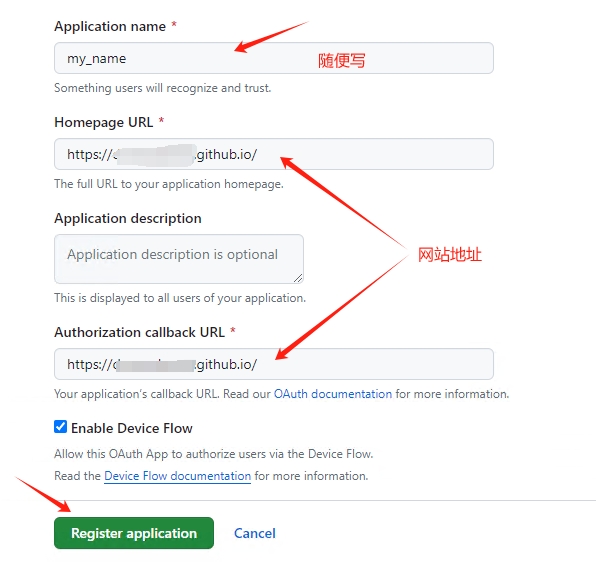 Application name *
my_name
随便写
Something users will recognize and trust.
Homepage URL *
https://
.github.io/
The full URL to your application homepage.
Application description
Application description is optional
网站地址
This is displayed to all users of your application.
Authorization callback URL *
https://
.github.io/
Your application's callback URL. Read our OAuth documentation for more information.
Enable Device Flow
Allow this OAuth App to authorize users via the Device Flow.
Read the Device Flow documentation for more information.
Register application Cancel